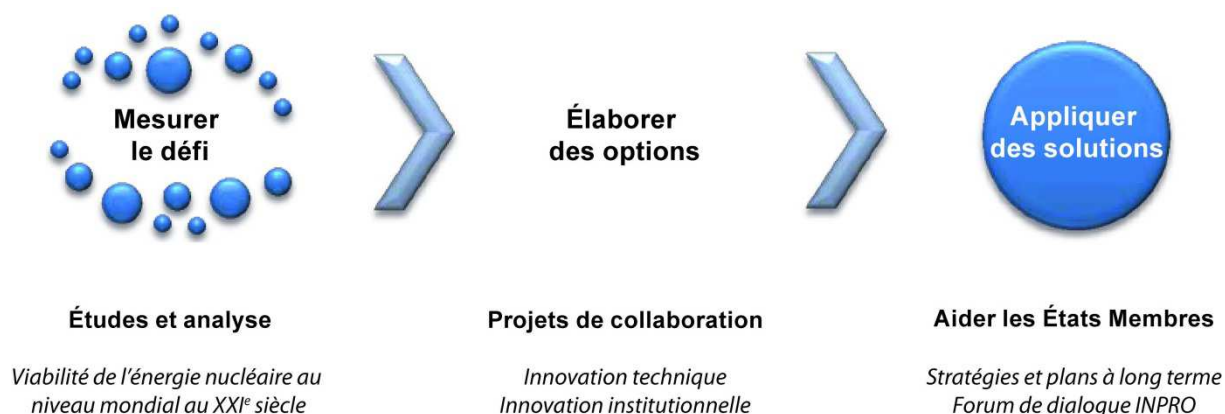 Mesurer
le défi
Élaborer
des options
Appliquer
des solutions
Études et analyse
Viabilité de l’énergie nucléaire au
niveau mondial au XXIᵉ siècle
Projets de collaboration
Innovation technique
Innovation institutionnelle
Aider les États Membres
Stratégies et plans à long terme
Forum de dialogue INPRO